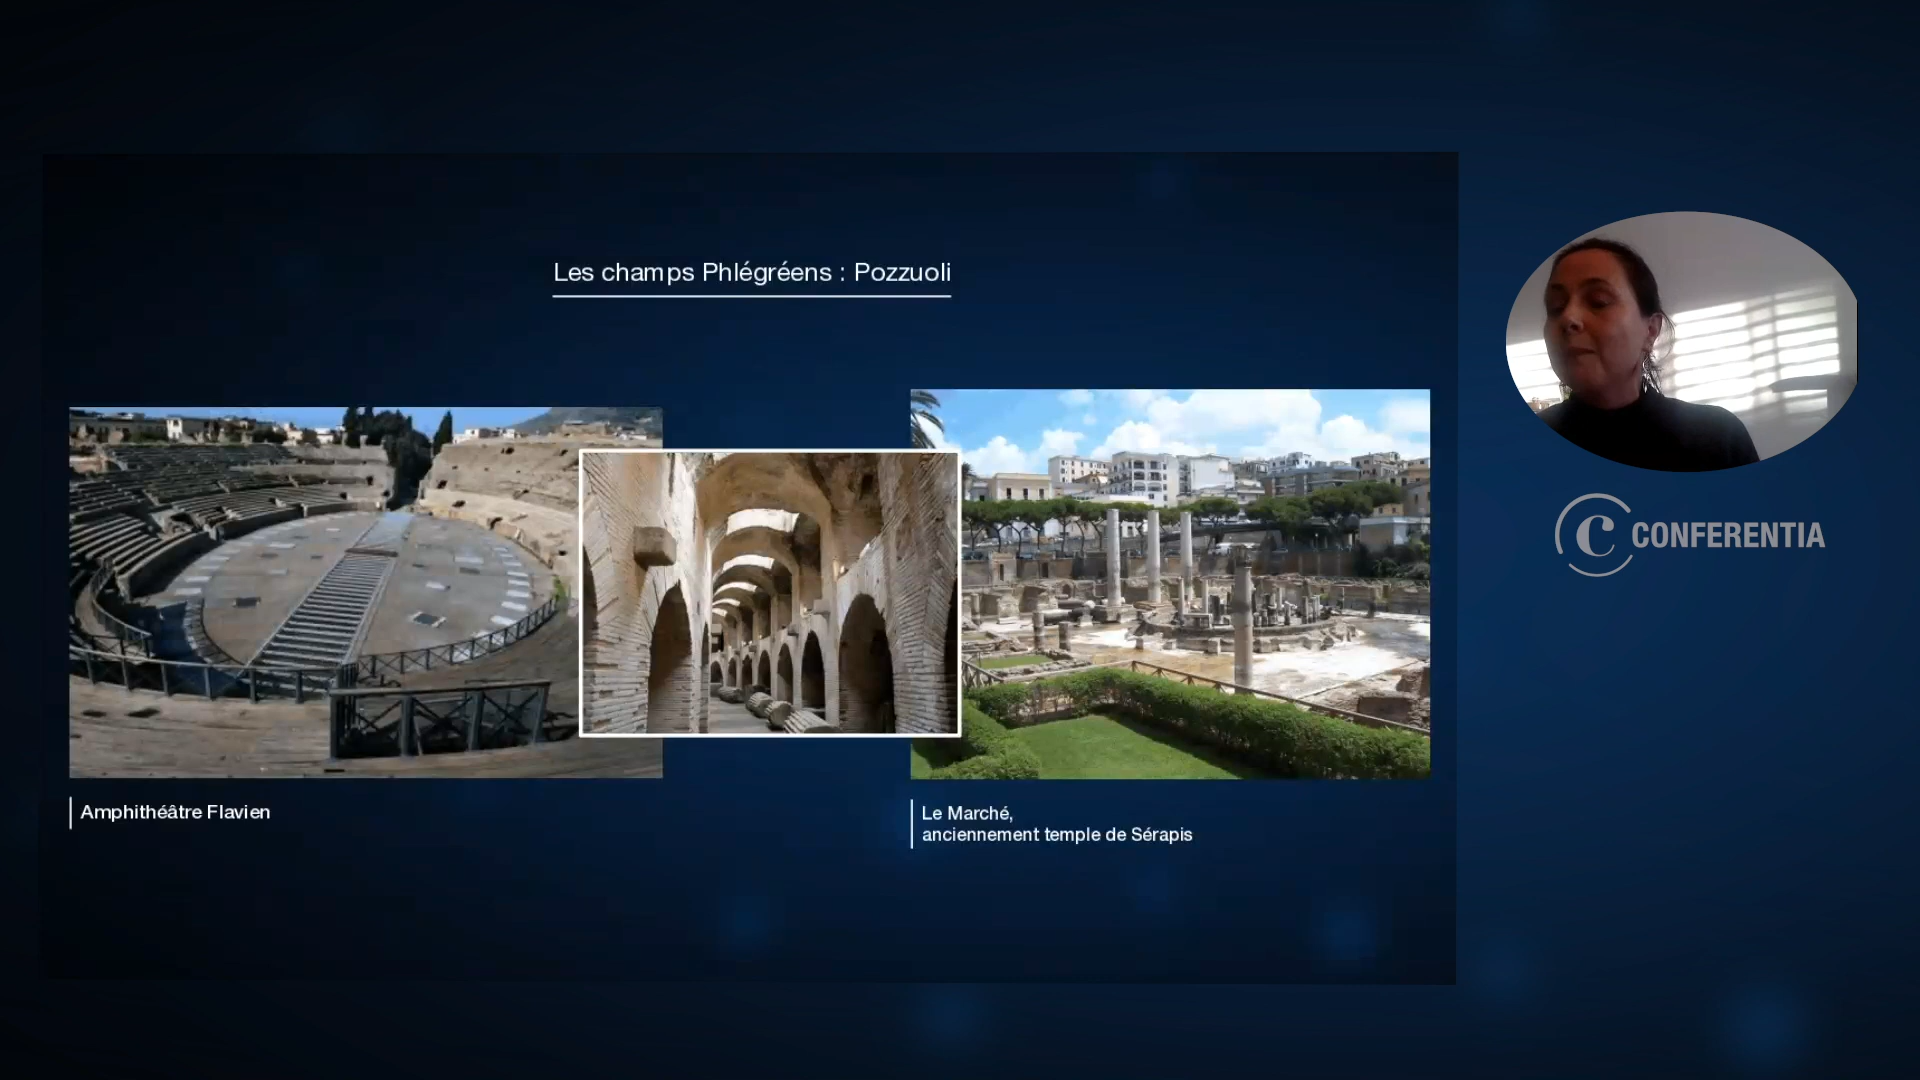 Les champs Phlégréens : Pozzuoli
Amphithéâtre Flavien
Le Marché,
anciennement temple de Sérapis
C CONFERENTIA